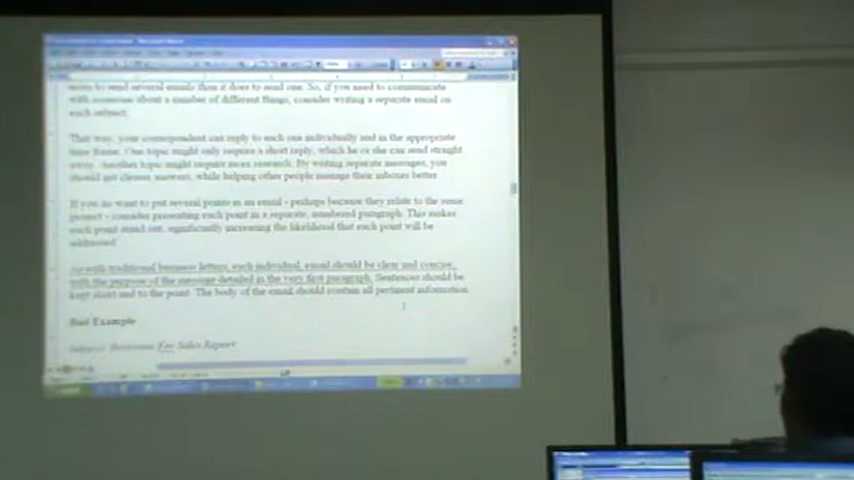 more to send several emails than it does to send one. So, if you need to communicate
with someone about a number of different things, consider writing a separate email on
each subject.
That way, your correspondent can reply to each one individually and in the appropriate
time frame. One topic might only require a short reply, which he or she can send straight
away. Another topic might require more research. By writing separate messages, you
should get clearer answers, while helping other people manage their inboxes better
If you do want to put several points in an email - perhaps because they relate to the same
project - consider presenting each point in a separate, numbered paragraph. This makes
each point stand out, significantly increasing the likelihood that each point will be
addressed
As with traditional business letters, each individual, email should be clear and concise,
with the purpose of the message detailed in the very first paragraph. Sentences should be
kept short and to the point. The body of the email should contain all pertinent information
Bad Example
Subject: Revisions For Sales Report